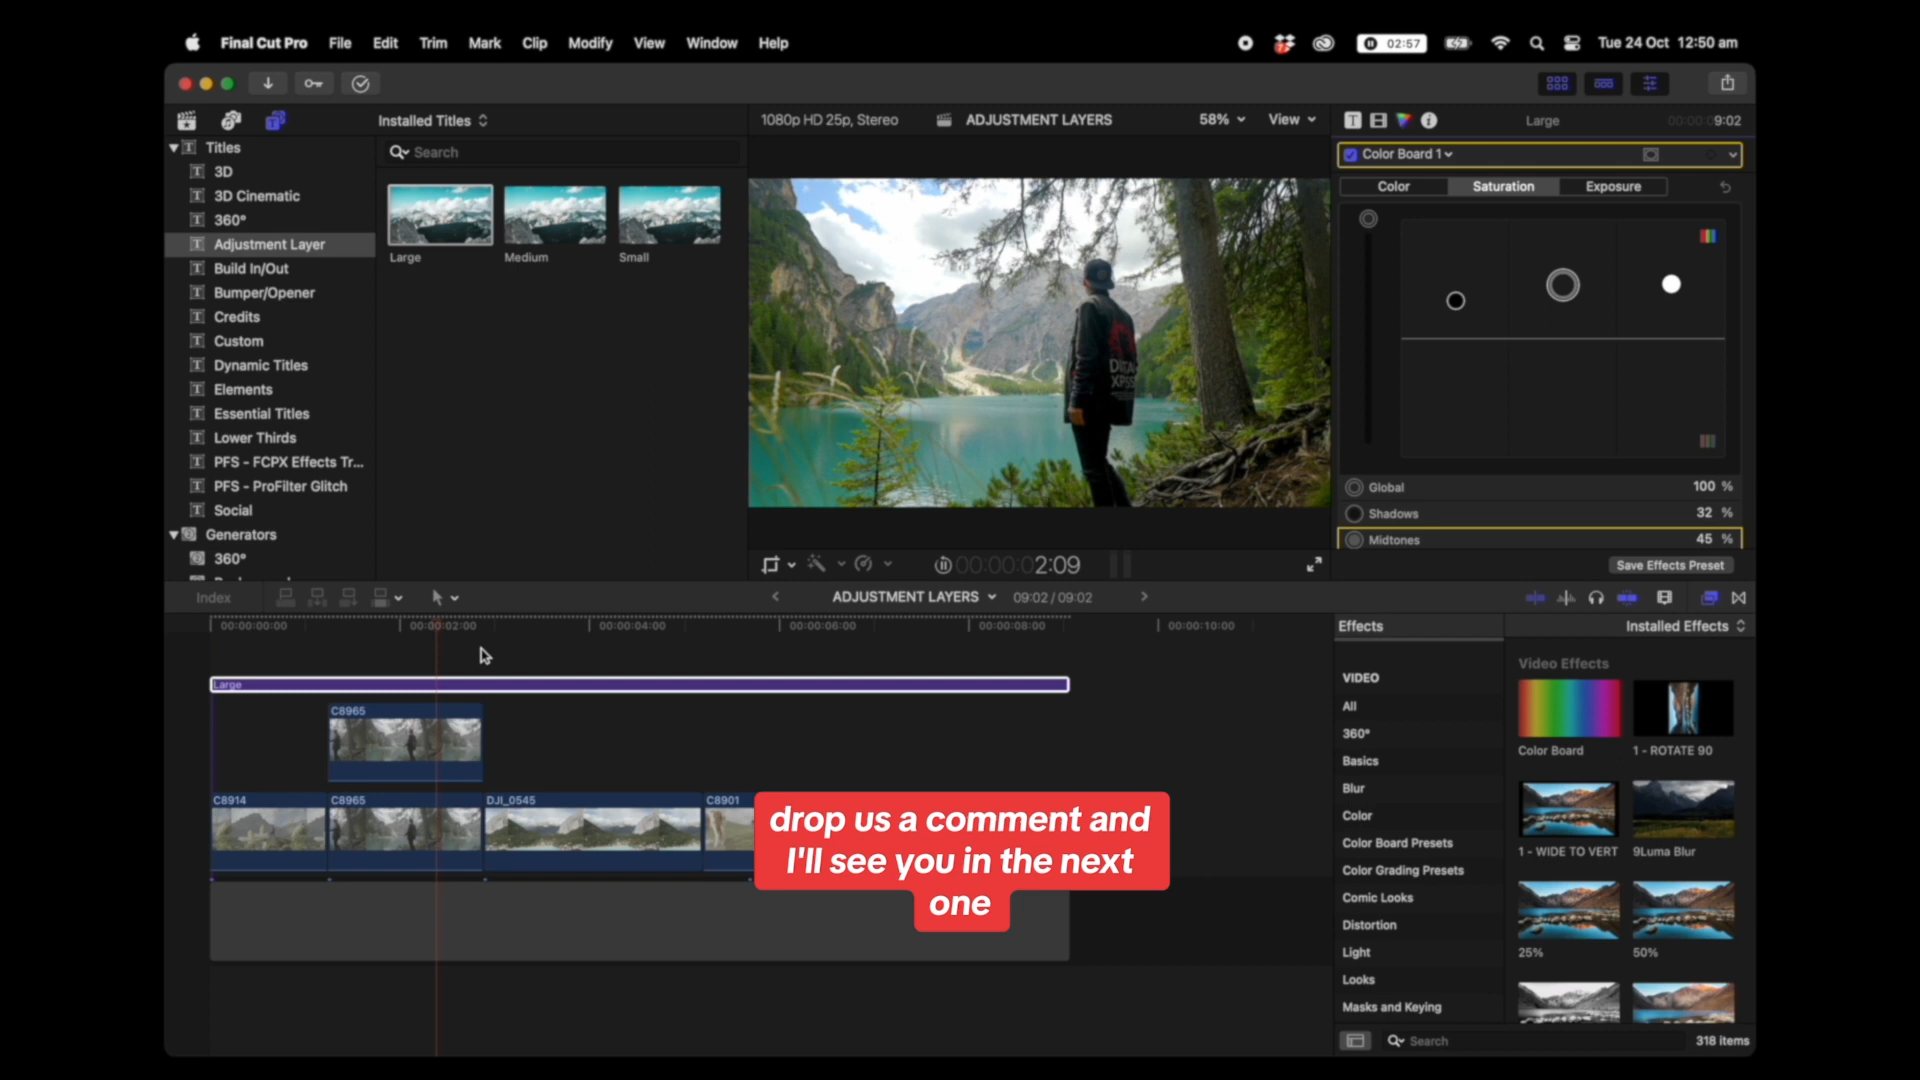 Final Cut Pro File Edit Trim Mark Clip Modify View Window Help
02:57 Tue 24 Oct 12:50 am
Installed Titles
1080p HD 25p, Stereo ADJUSTMENT LAYERS 58% View
Large 00:00:09:02
Titles
3D
3D Cinematic
360°
Adjustment Layer
Build In/Out
Bumper/Opener
Credits
Custom
Dynamic Titles
Elements
Essential Titles
Lower Thirds
PFS - FCPX Effects Tr...
PFS - ProFilter Glitch
Social
Generators
360°
Search
Large Medium Small
Color Board 1
Color Saturation Exposure
Global 100 %
Shadows 32 %
Midtones 45 %
Save Effects Preset
00:00:02:09
Index
ADJUSTMENT LAYERS 09:02 / 09:02
00:00:00:00 00:00:02:00 00:00:04:00 00:00:06:00 00:00:08:00 00:00:10:00
Large
C8965
C8914 C8965 DJI_0545 C8901
drop us a comment and
I'll see you in the next
one
Effects Installed Effects
VIDEO
All
360°
Basics
Blur
Color
Color Board Presets
Color Grading Presets
Comic Looks
Distortion
Light
Looks
Masks and Keying
Video Effects
Color Board 1 - ROTATE 90
1 - WIDE TO VERT 9Luma Blur
25% 50%
Search 318 items